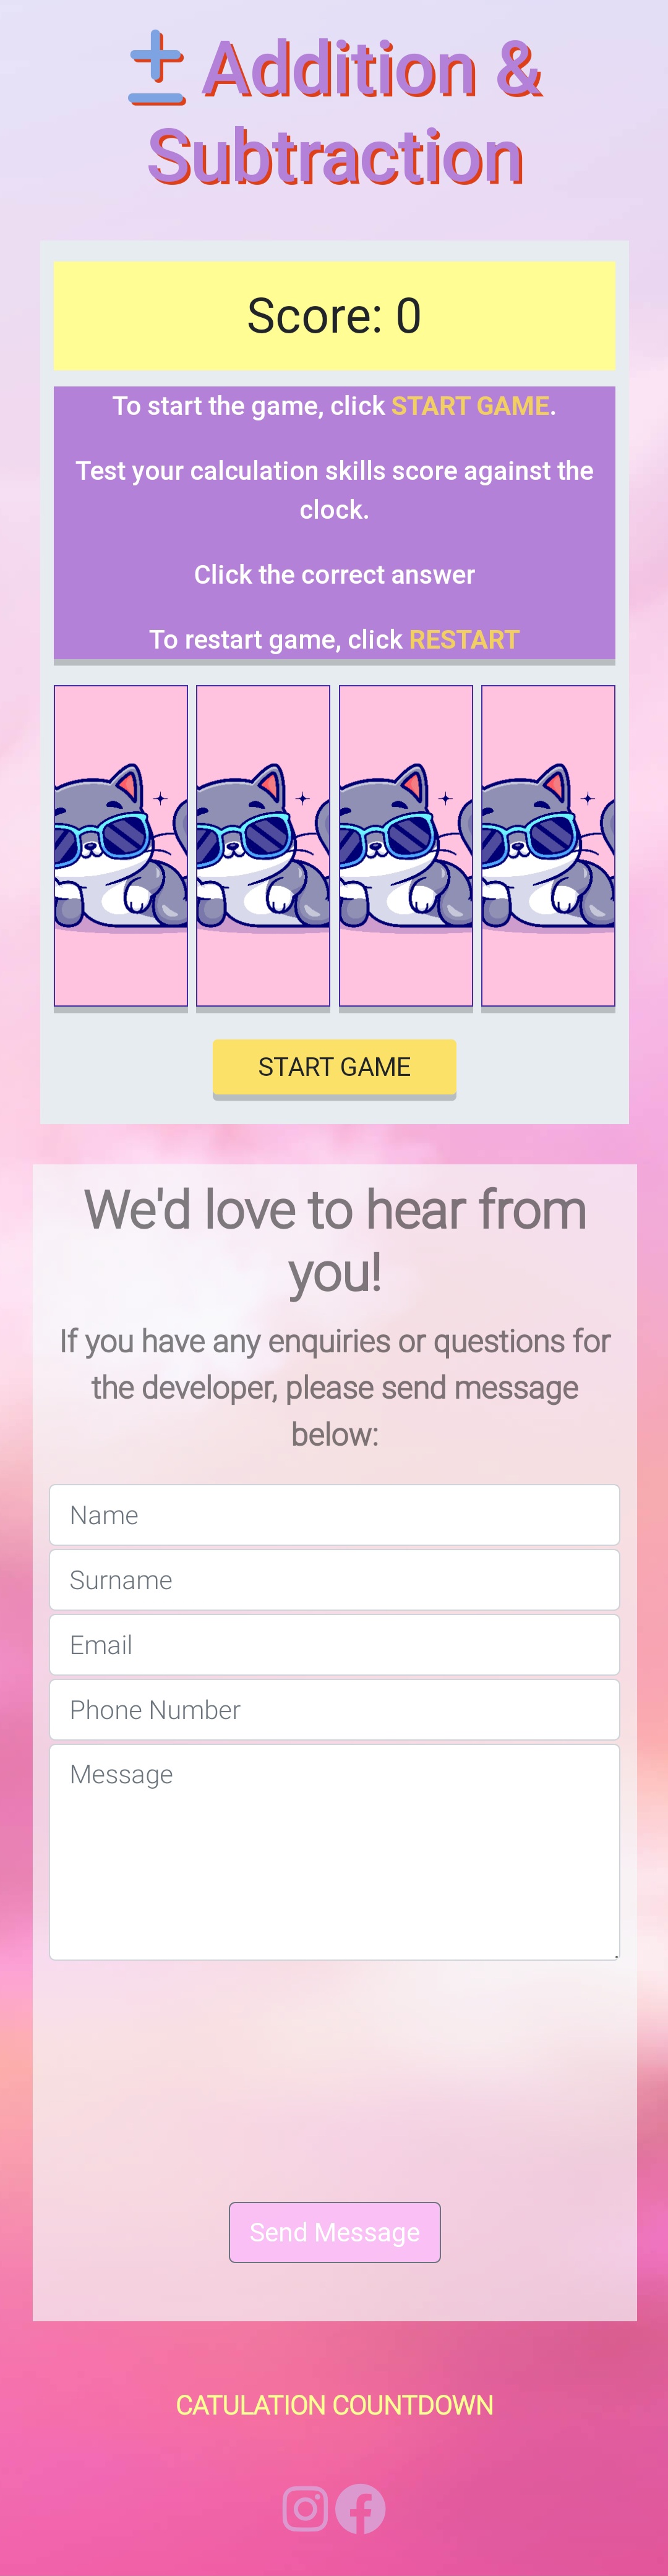 ± Addition &
Subtraction
Score: 0
To start the game, click START GAME.
Test your calculation skills score against the
clock.
Click the correct answer
To restart game, click RESTART
START GAME
We'd love to hear from
you!
If you have any enquiries or questions for
the developer, please send message
below:
Name
Surname
Email
Phone Number
Message
Send Message
CATULATION COUNTDOWN